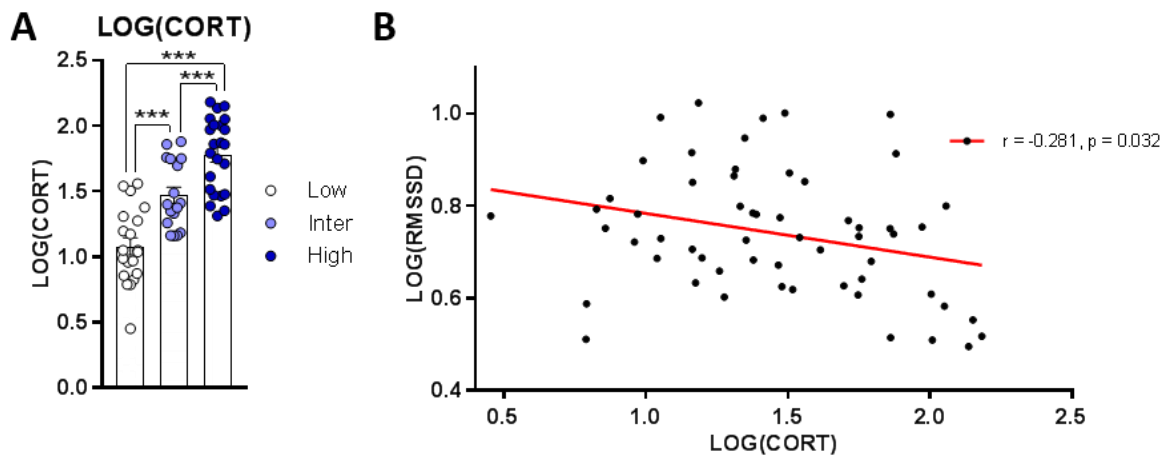 A
LOG(CORT)
***
***
***
LOG(CORT)
2.5
2.0
1.5
1.0
0.5
0.0
Low
Inter
High
B
LOG(RMSSD)
1.0
0.8
0.6
0.4
0.5
1.0
1.5
2.0
2.5
LOG(CORT)
r = -0.281, p = 0.032